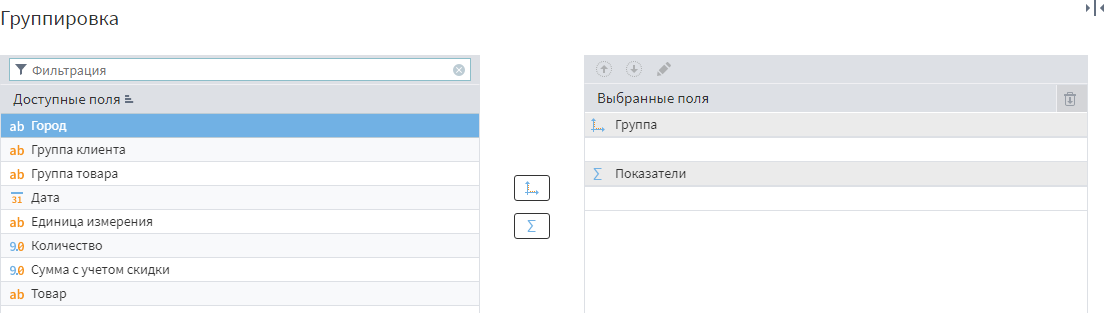 Группировка
Фильтрация
Доступные поля
ab Город
ab Группа клиента
ab Группа товара
31 Дата
ab Единица измерения
9.0 Количество
9.0 Сумма с учетом скидки
ab Товар
Σ
Выбранные поля
Группа
Σ Показатели